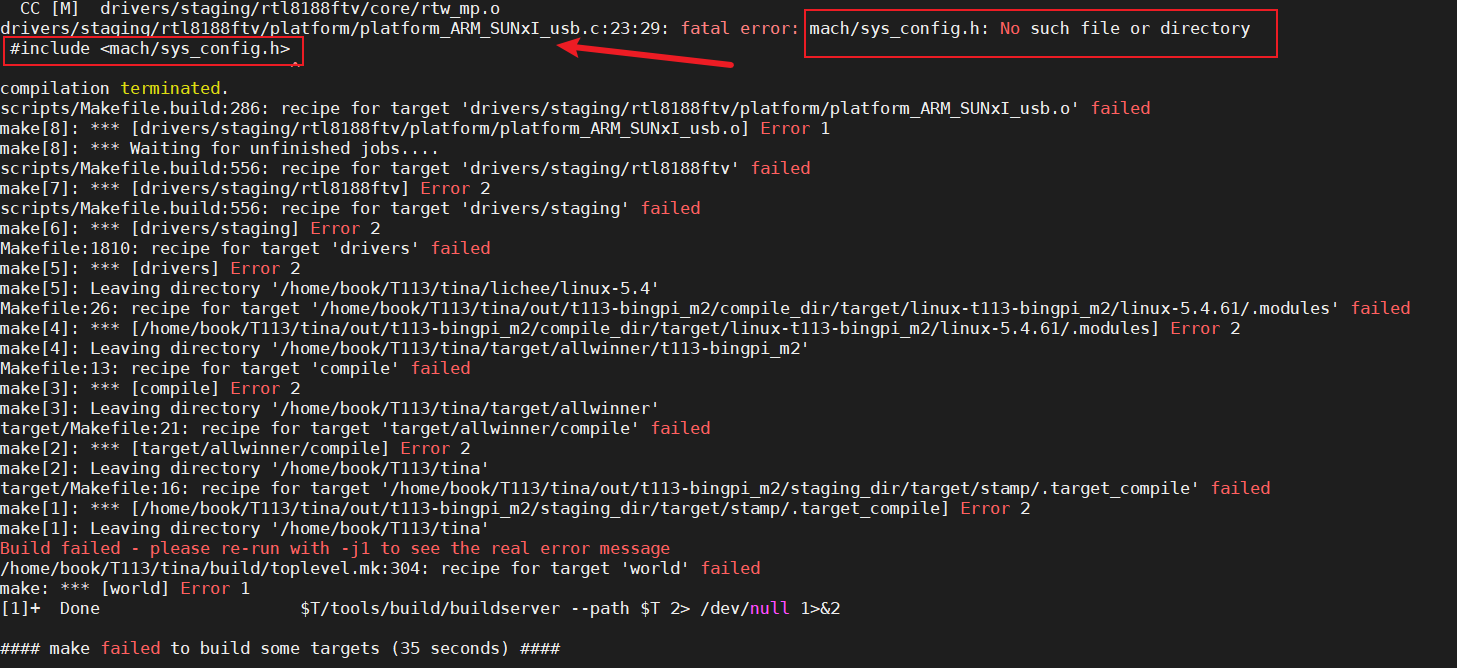 CC [M]  drivers/staging/rtl8188ftv/core/rtw_mp.o
drivers/staging/rtl8188ftv/platform/platform_ARM_SUNxI_usb.c:23:29: fatal error: mach/sys_config.h: No such file or directory
#include <mach/sys_config.h>
^
compilation terminated.
scripts/Makefile.build:286: recipe for target 'drivers/staging/rtl8188ftv/platform/platform_ARM_SUNxI_usb.o' failed
make[8]: *** [drivers/staging/rtl8188ftv/platform/platform_ARM_SUNxI_usb.o] Error 1
make[8]: *** Waiting for unfinished jobs....
scripts/Makefile.build:556: recipe for target 'drivers/staging/rtl8188ftv' failed
make[7]: *** [drivers/staging/rtl8188ftv] Error 2
scripts/Makefile.build:556: recipe for target 'drivers/staging' failed
make[6]: *** [drivers/staging] Error 2
Makefile:1810: recipe for target 'drivers' failed
make[5]: *** [drivers] Error 2
make[5]: Leaving directory '/home/book/T113/tina/lichee/linux-5.4'
Makefile:26: recipe for target '/home/book/T113/tina/out/t113-bingpi_m2/compile_dir/target/linux-t113-bingpi_m2/linux-5.4.61/.modules' failed
make[4]: *** [/home/book/T113/tina/out/t113-bingpi_m2/compile_dir/target/linux-t113-bingpi_m2/linux-5.4.61/.modules] Error 2
make[4]: Leaving directory '/home/book/T113/tina/target/allwinner/t113-bingpi_m2'
Makefile:13: recipe for target 'compile' failed
make[3]: *** [compile] Error 2
make[3]: Leaving directory '/home/book/T113/tina/target/allwinner'
target/Makefile:21: recipe for target 'target/allwinner/compile' failed
make[2]: *** [target/allwinner/compile] Error 2
make[2]: Leaving directory '/home/book/T113/tina'
target/Makefile:16: recipe for target '/home/book/T113/tina/out/t113-bingpi_m2/staging_dir/target/stamp/.target_compile' failed
make[1]: *** [/home/book/T113/tina/out/t113-bingpi_m2/staging_dir/target/stamp/.target_compile] Error 2
make[1]: Leaving directory '/home/book/T113/tina'
Build failed - please re-run with -j1 to see the real error message
/home/book/T113/tina/build/toplevel.mk:304: recipe for target 'world' failed
make: *** [world] Error 1
[1]+  Done                    $T/tools/build/buildserver --path $T 2> /dev/null 1>&2
#### make failed to build some targets (35 seconds) ####